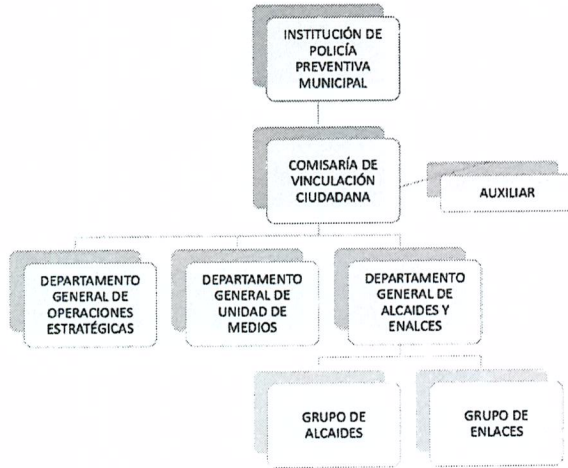 INSTITUCIÓN DE
POLICÍA
PREVENTIVA
MUNICIPAL
COMISARÍA DE
VINCULACIÓN
CIUDADANA
AUXILIAR
DEPARTAMENTO
GENERAL DE
OPERACIONES
ESTRATÉGICAS
DEPARTAMENTO
GENERAL DE
UNIDAD DE
MEDIOS
DEPARTAMENTO
GENERAL DE
ALCAIDES Y
ENALCES
GRUPO DE
ALCAIDES
GRUPO DE
ENLACES